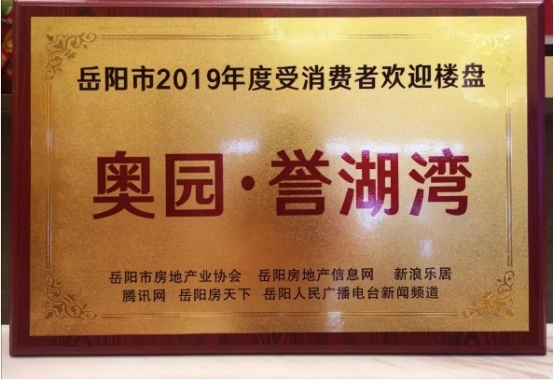 岳阳市2019年度受消费者欢迎楼盘
奥园·誉湖湾
岳阳市房地产业协会 岳阳房地产信息网 新浪乐居
腾讯网 岳阳房天下 岳阳人民广播电台新闻频道